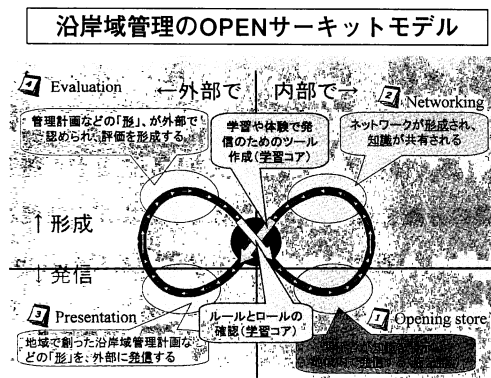 沿岸域管理のOPENサーキットモデル
4 Evaluation
←外部で
内部で→
2 Networking
管理計画などの「形」、が外部で
認められ、評価を形成する
学習や体験で発
信のためのツール
作成(学習コア)
ネットワークが形成され、
知識が共有される
↑形成
↓発信
3 Presentation
地域で創った沿岸域管理計画な
どの「形」を、外部に発信する
ルールとロールの
確認(学習コア)
1 Opening store